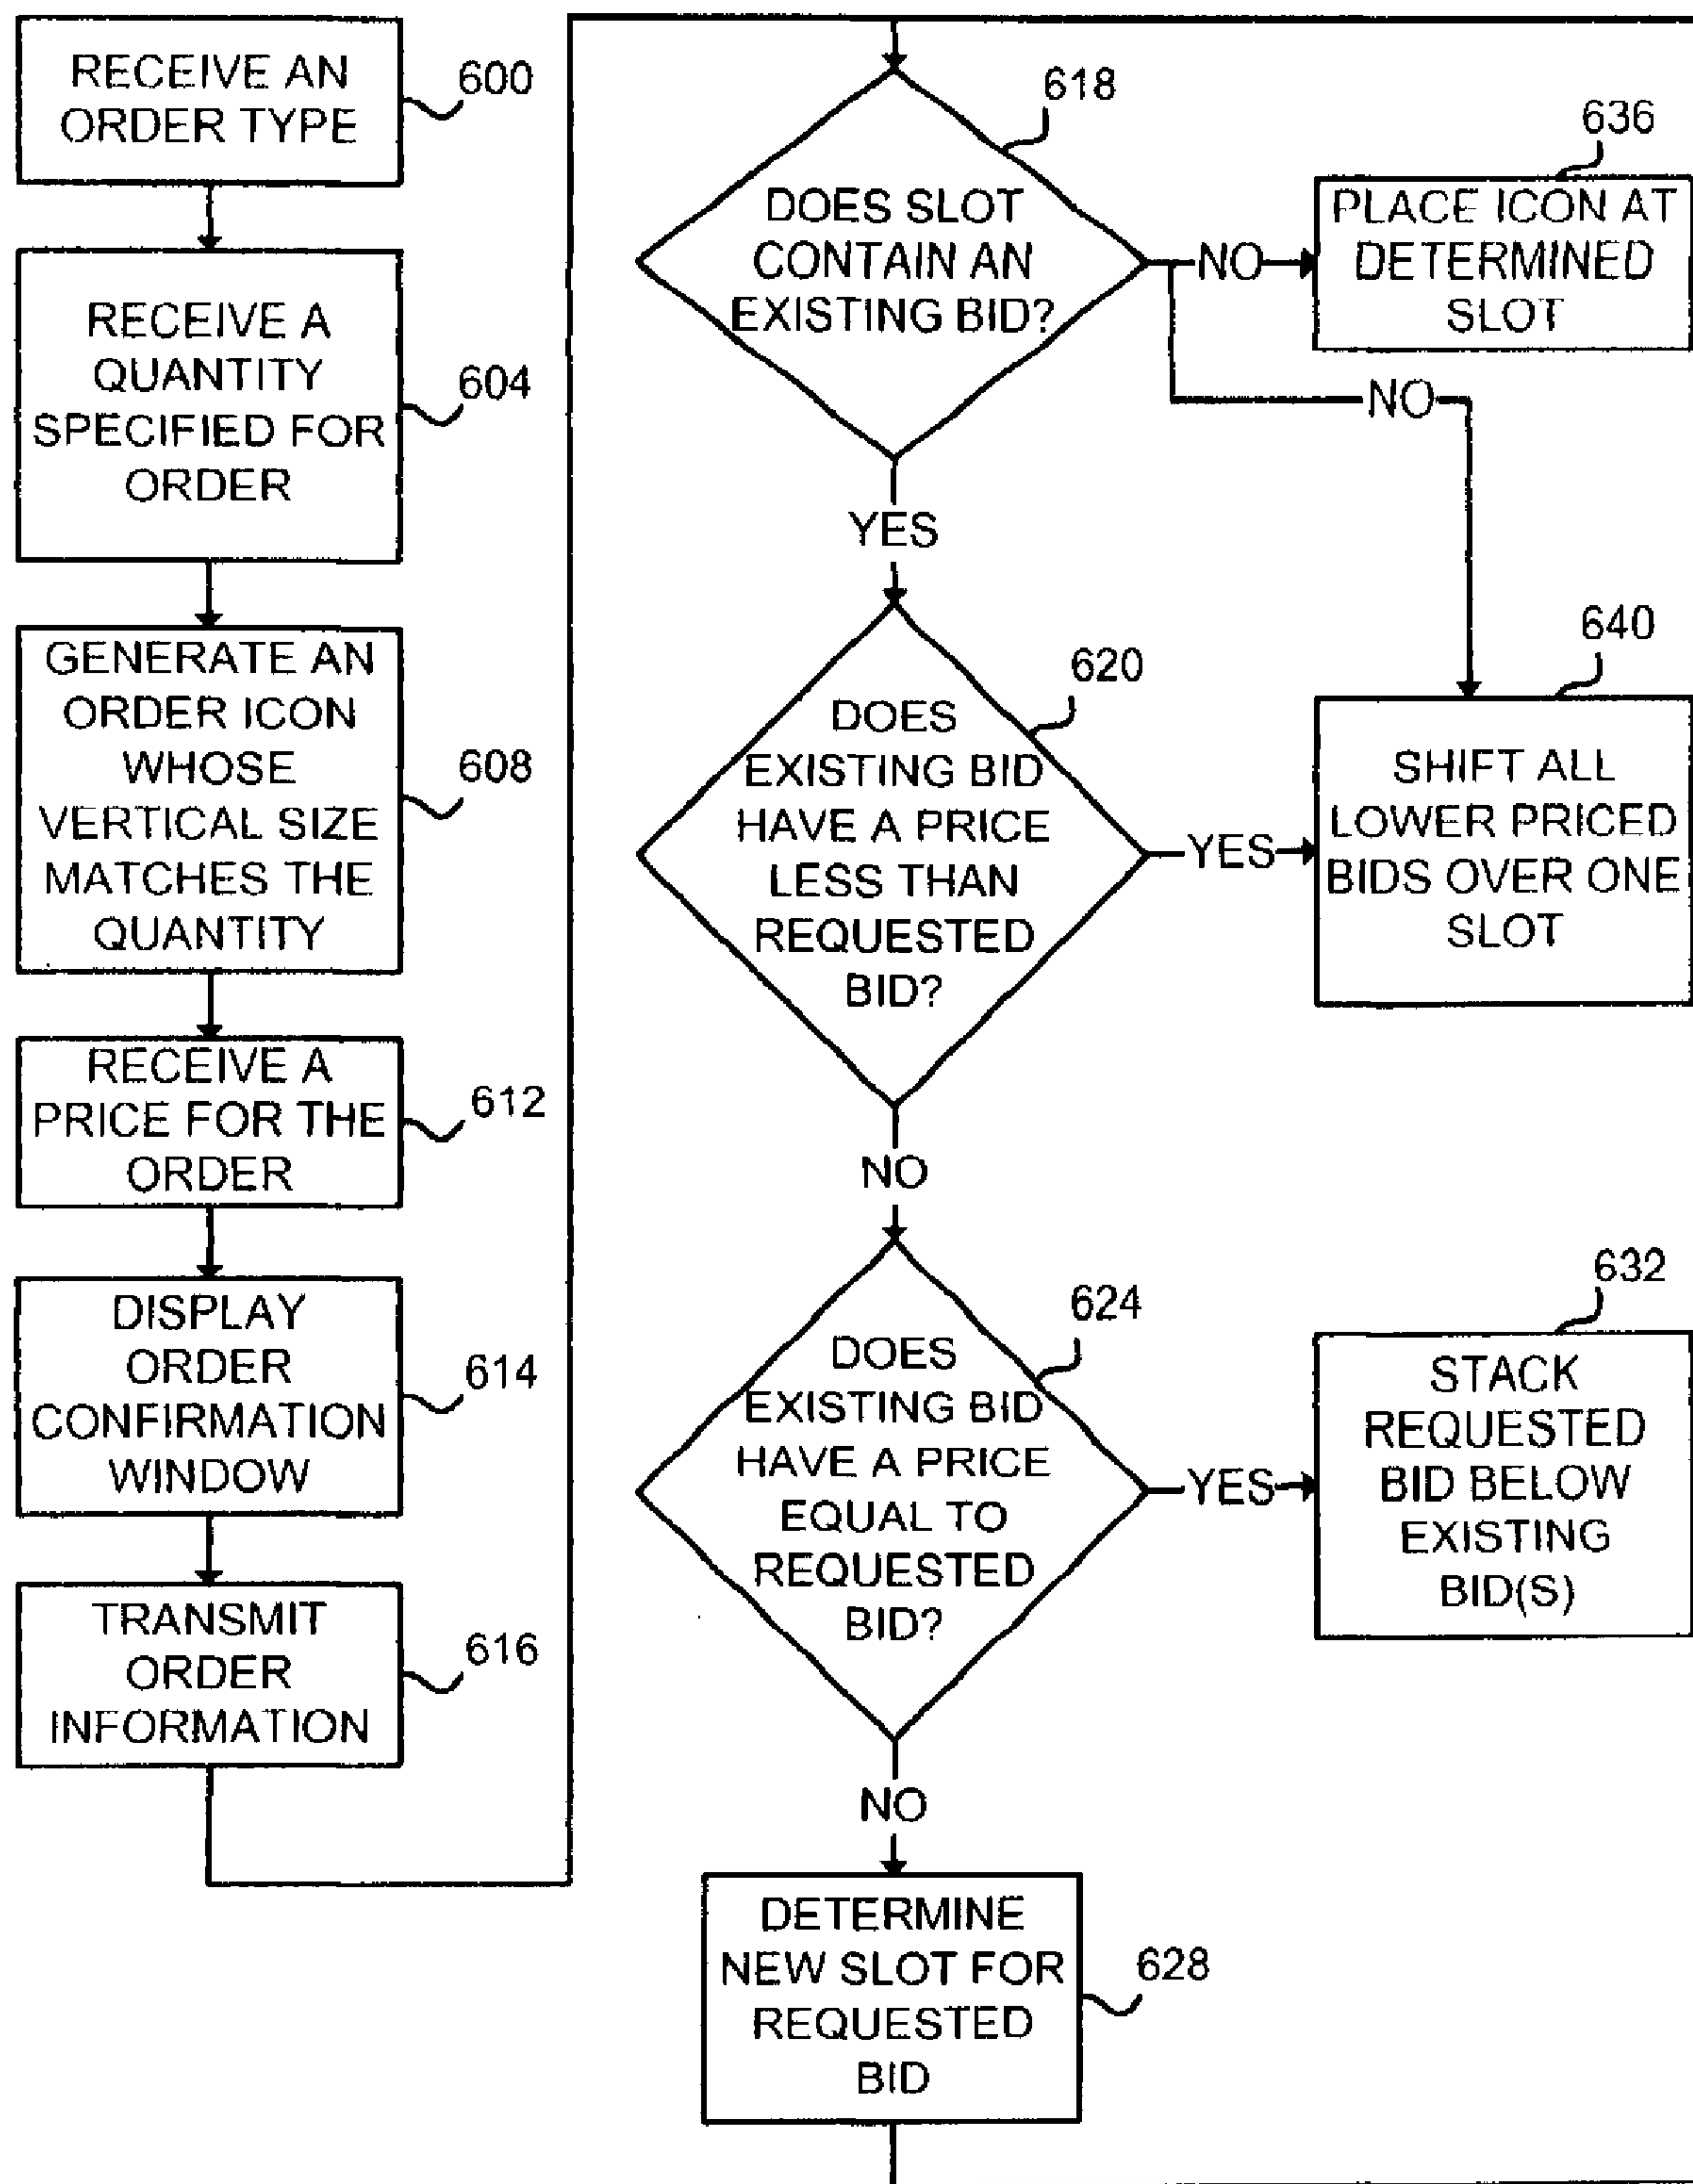 RECEIVE AN
ORDER TYPE
600
RECEIVE A
QUANTITY
SPECIFIED FOR
ORDER
604
GENERATE AN
ORDER ICON
WHOSE
VERTICAL SIZE
MATCHES THE
QUANTITY
608
RECEIVE A
PRICE FOR THE
ORDER
612
DISPLAY
ORDER
CONFIRMATION
WINDOW
614
TRANSMIT
ORDER
INFORMATION
616
618
DOES SLOT
CONTAIN AN
EXISTING BID?
NO
636
PLACE ICON AT
DETERMINED
SLOT
NO
YES
620
DOES
EXISTING BID
HAVE A PRICE
LESS THAN
REQUESTED
BID?
YES
640
SHIFT ALL
LOWER PRICED
BIDS OVER ONE
SLOT
NO
624
DOES
EXISTING BID
HAVE A PRICE
EQUAL TO
REQUESTED
BID?
YES
632
STACK
REQUESTED
BID BELOW
EXISTING
BID(S)
NO
DETERMINE
NEW SLOT FOR
REQUESTED
BID
628